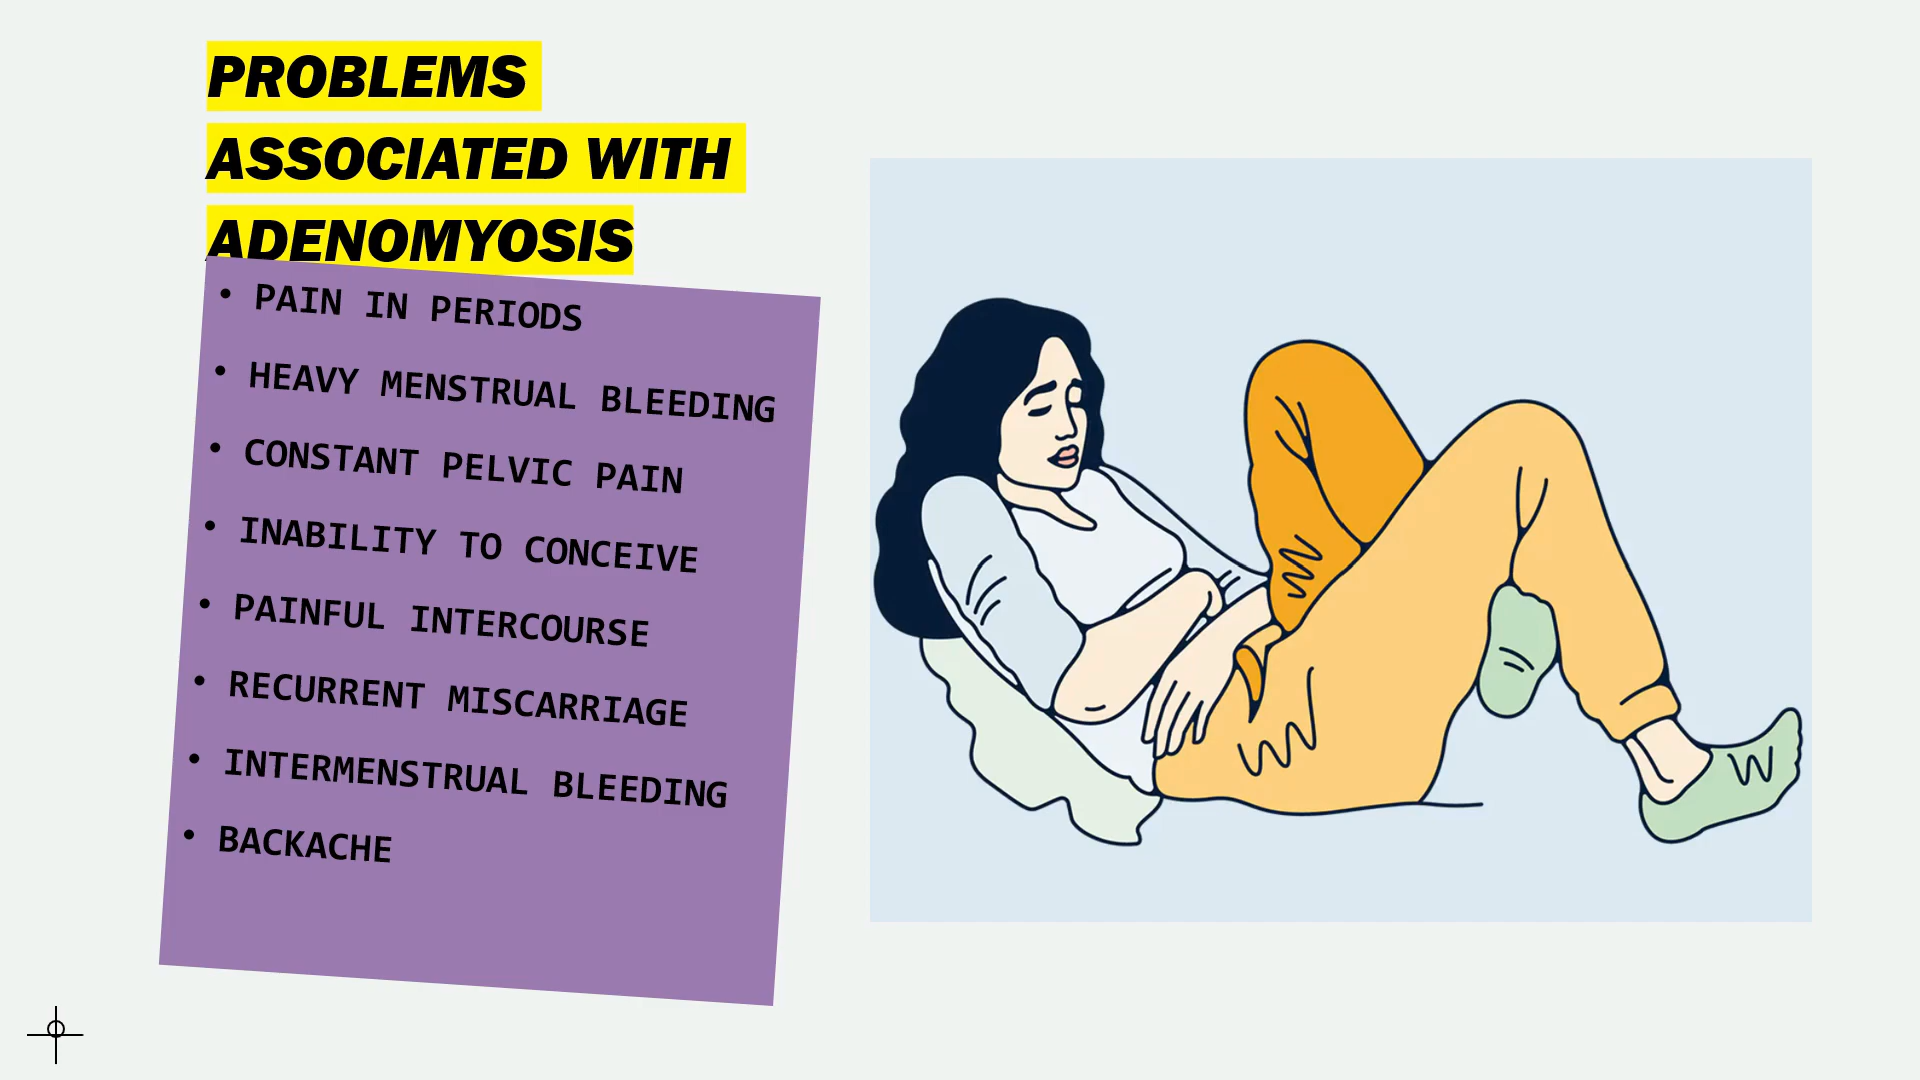 PROBLEMS
ASSOCIATED WITH
ADENOMYOSIS
• PAIN IN PERIODS
• HEAVY MENSTRUAL BLEEDING
• CONSTANT PELVIC PAIN
• INABILITY TO CONCEIVE
• PAINFUL INTERCOURSE
• RECURRENT MISCARRIAGE
• INTERMENSTRUAL BLEEDING
• BACKACHE